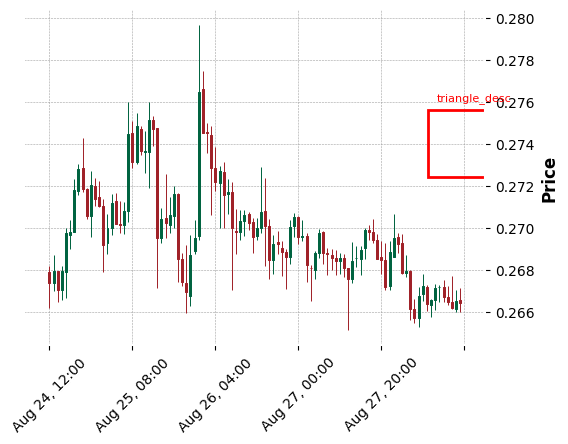 0.280
0.278
0.276
triangle_desc
0.274
0.272
0.270
0.268
0.266
Price
Aug 24, 12:00
Aug 25, 08:00
Aug 26, 04:00
Aug 27, 00:00
Aug 27, 20:00